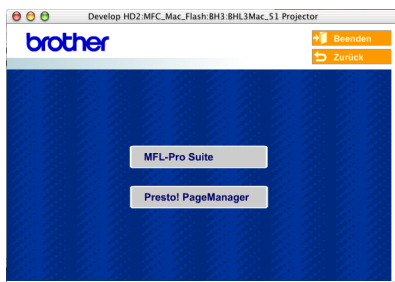 Develop HD2:MFC_Mac_Flash:BH3:BHL3Mac_51 Projector
brother
Beenden
Zurück
MFL-Pro Suite
Presto! PageManager